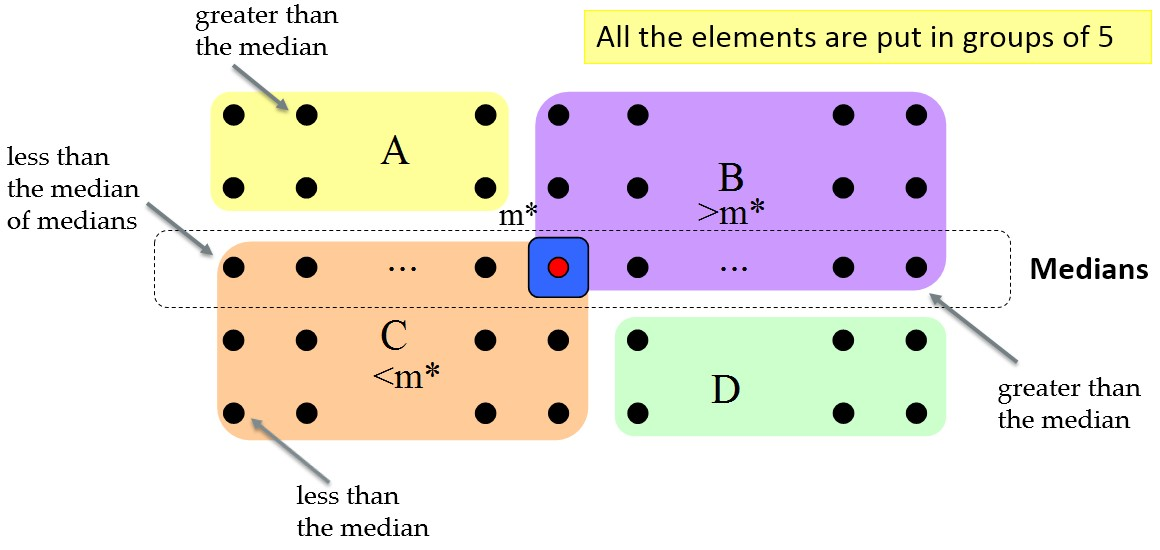 greater than
the median
All the elements are put in groups of 5
A
less than
the median
of medians
B
>m*
m*
...
...
Medians
C
<m*
D
greater than
the median
less than
the median